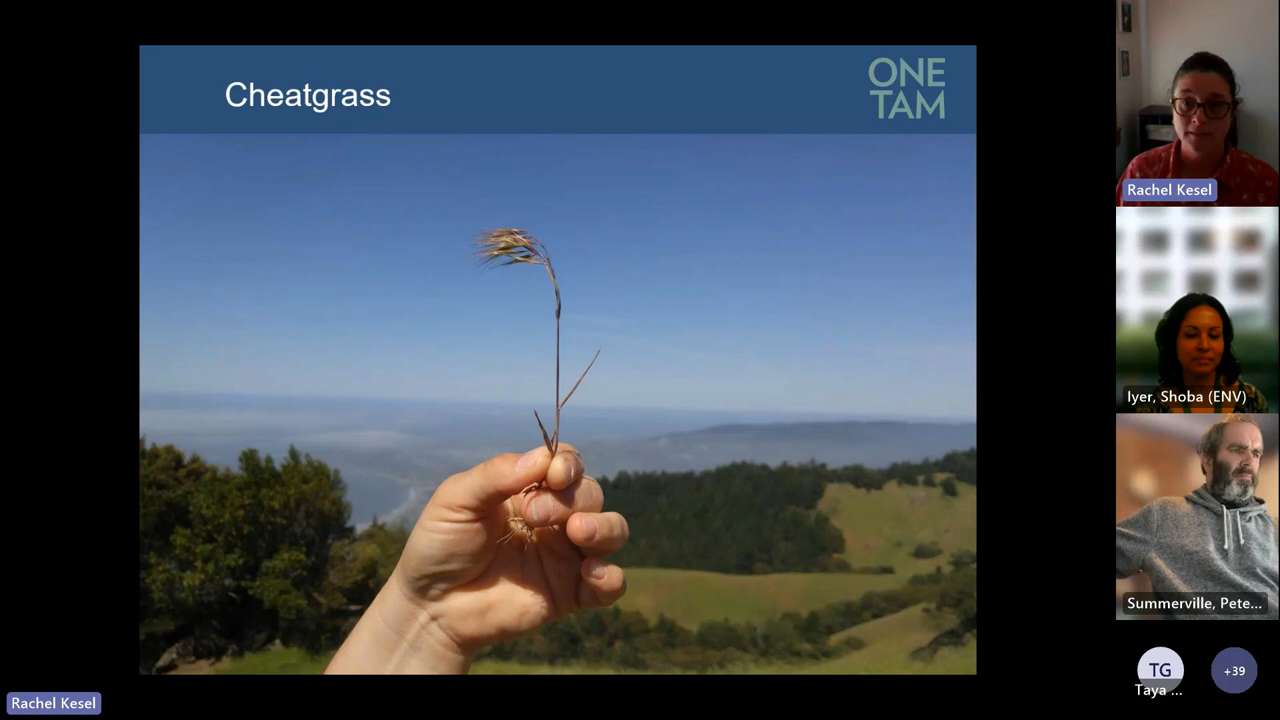 Cheatgrass
ONE
TAM
Rachel Kesel
Iyer, Shoba (ENV)
Summerville, Pete...
TG
Taya ...
+39
Rachel Kesel